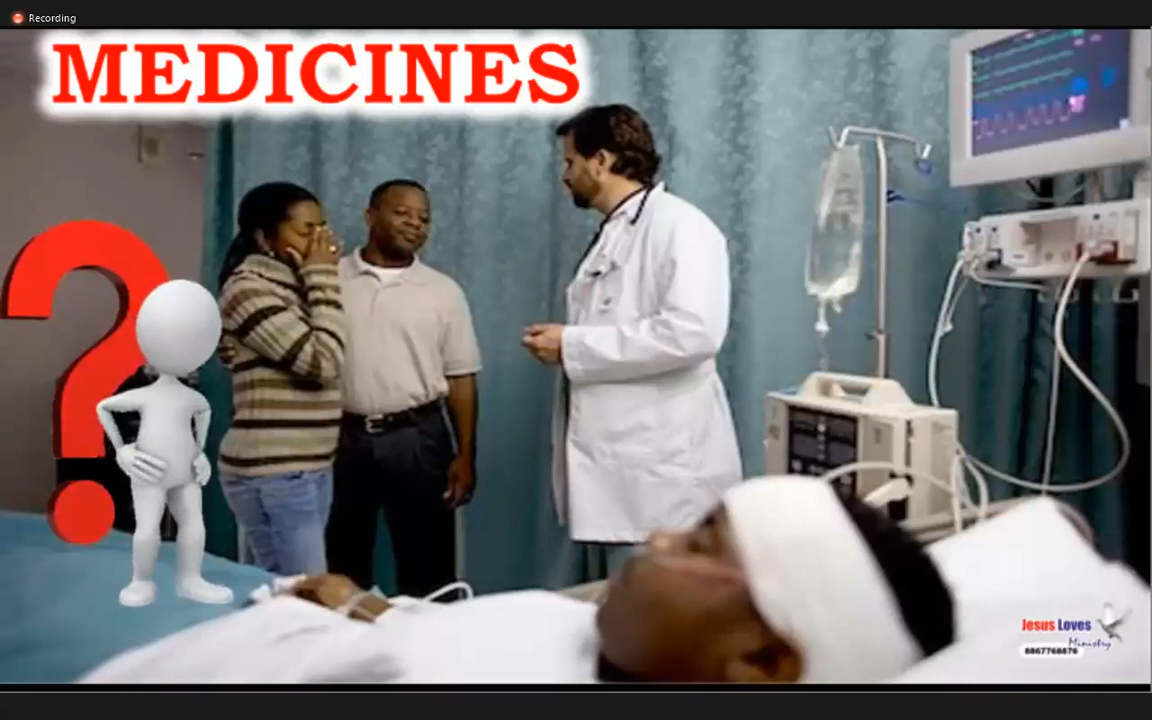 Recording
MEDICINES
?
Jesus Loves
Ministry
8867768876